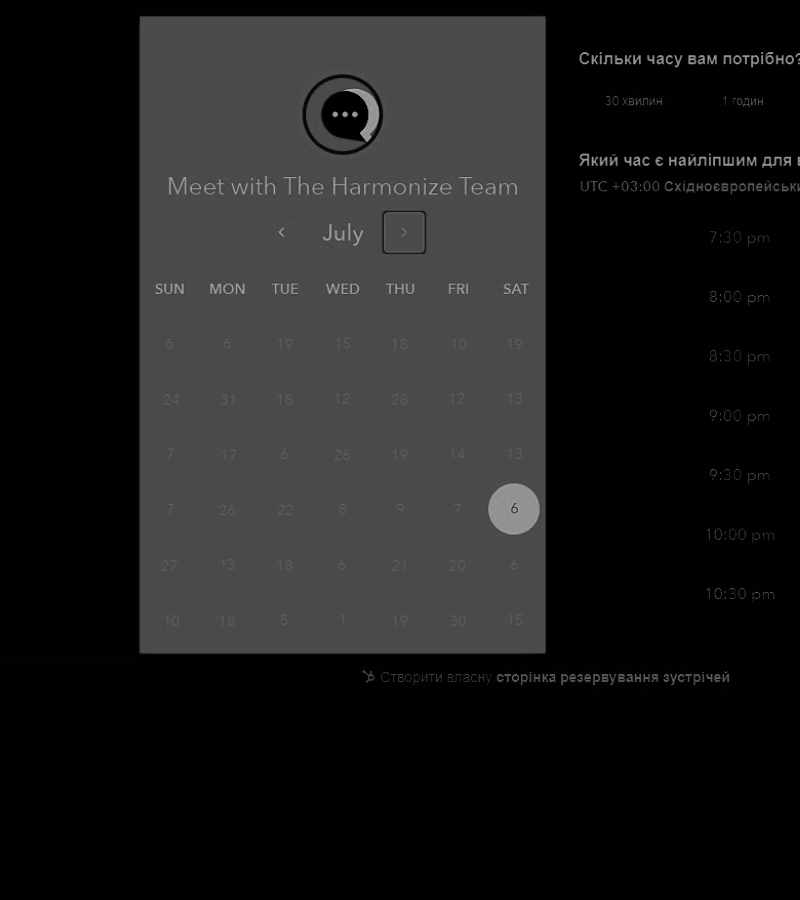 Meet with The Harmonize Team
July
SUN MON TUE WED THU FRI SAT
6 6 19 15 18 10 19
24 31 18 12 28 12 13
7 17 6 26 19 14 13
7 26 22 8 9 7 6
27 13 18 6 21 20 6
10 18 5 1 19 30 15
Скільки часу вам потрібно?
30 хвилин 1 годин
Який час є найліпшим для
UTC +03:00
7:30 pm
8:00 pm
8:30 pm
9:00 pm
9:30 pm
10:00 pm
10:30 pm
Створити власну сторінка резервування зустрічей